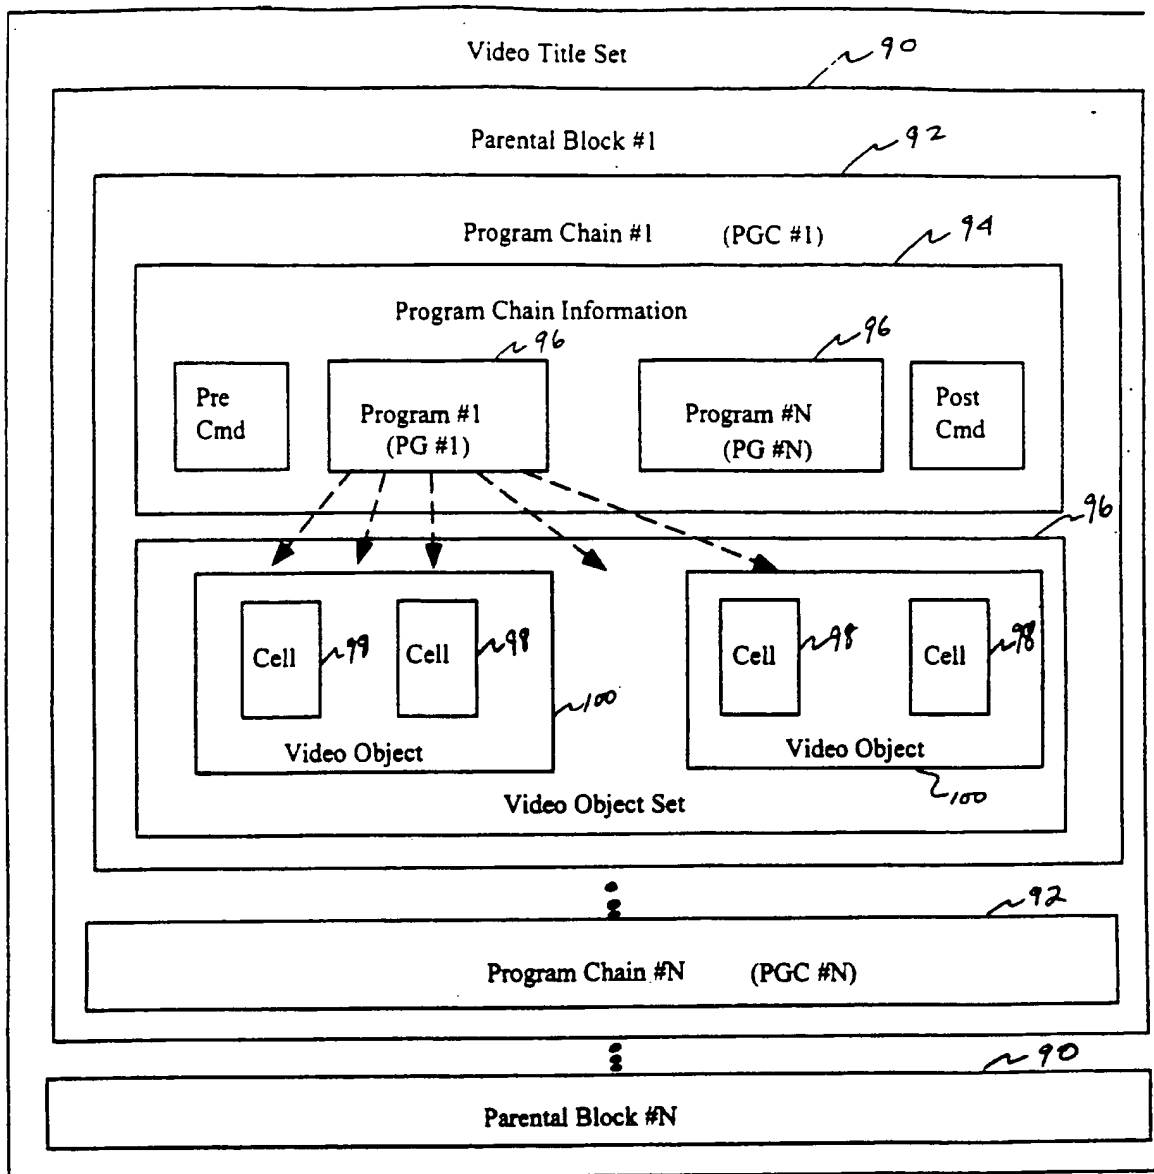 Video Title Set
90
Parental Block #1
92
Program Chain #1 (PGC #1)
94
Program Chain Information
96
96
Pre
Cmd
Program #1
(PG #1)
Program #N
(PG #N)
Post
Cmd
96
Cell
98
Cell
98
Cell
98
Cell
98
100
Video Object
Video Object
100
Video Object Set
92
Program Chain #N (PGC #N)
90
Parental Block #N